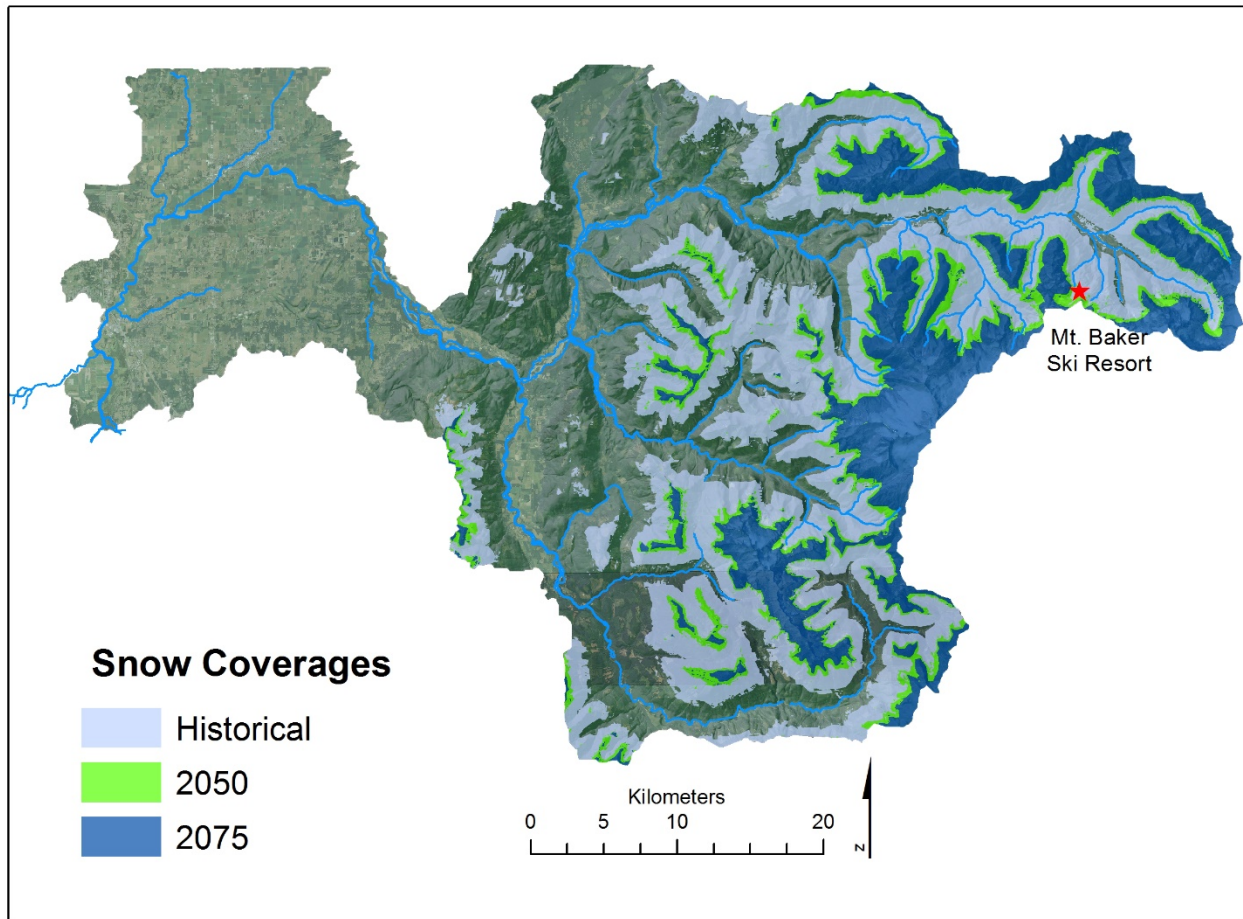 Mt. Baker
Ski Resort
Snow Coverages
Historical
2050
2075
Kilometers
0 5 10 20
N